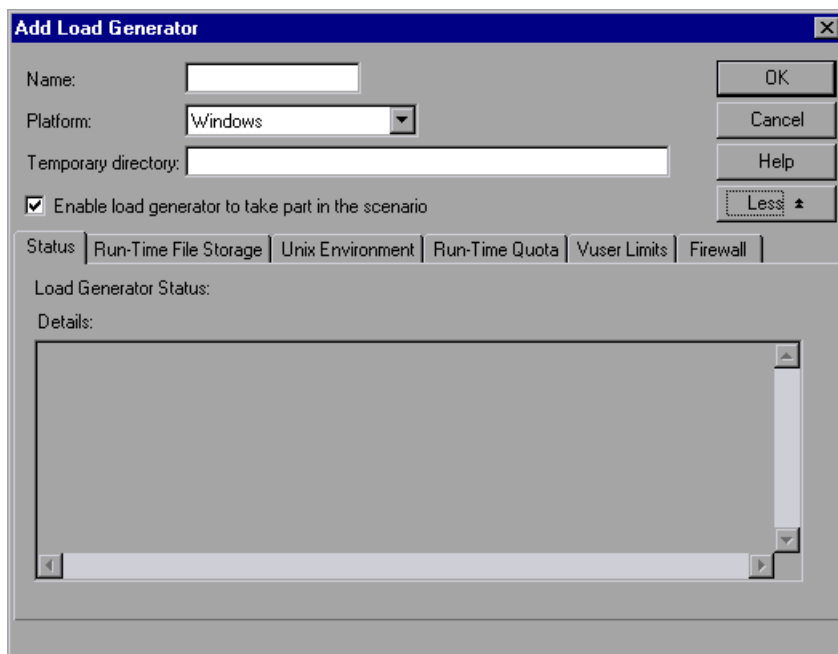 Add Load Generator
Name:
OK
Platform: Windows
Cancel
Temporary directory:
Help
Enable load generator to take part in the scenario
Less
Status Run-Time File Storage Unix Environment Run-Time Quota Vuser Limits Firewall
Load Generator Status:
Details: